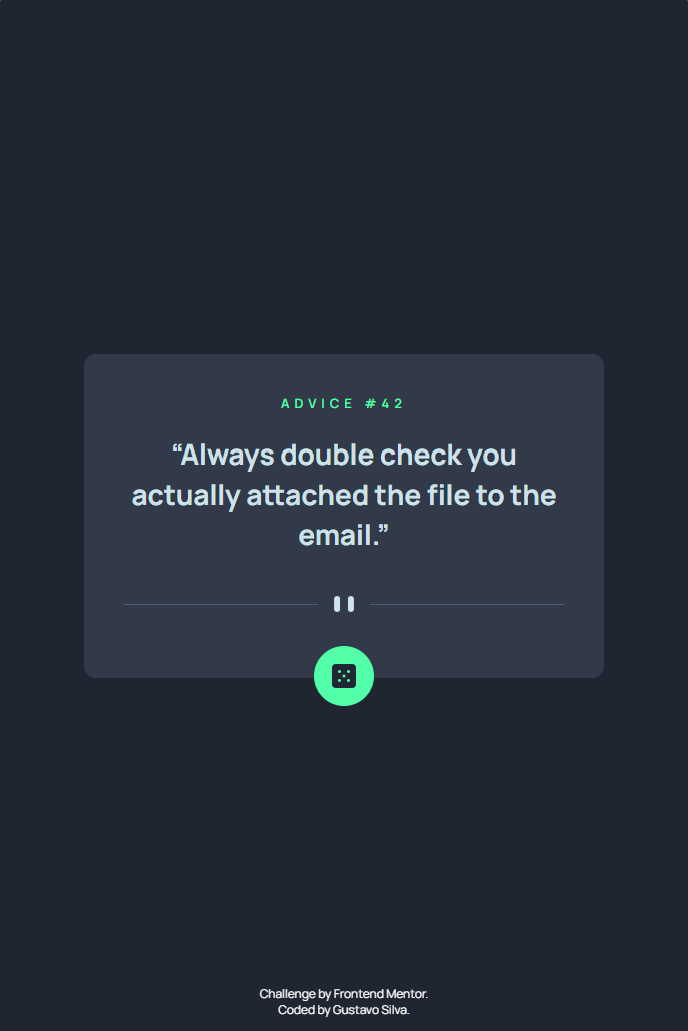 ADVICE #42
“Always double check you
actually attached the file to the
email.”
Challenge by Frontend Mentor.
Coded by Gustavo Silva.